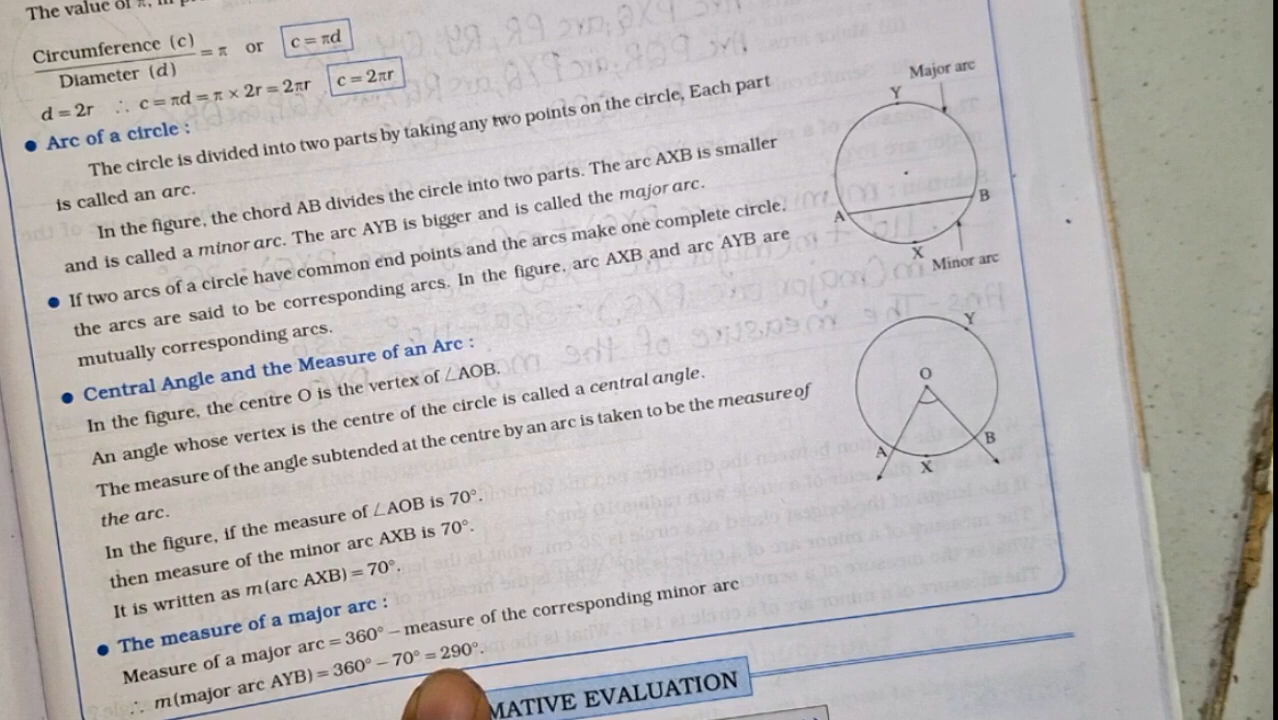 The value of π, in p
Circumference (c) / Diameter (d) = π or c = πd
d = 2r ∴ c = πd = π × 2r = 2πr c = 2πr
• Arc of a circle :
The circle is divided into two parts by taking any two points on the circle, Each part
is called an arc.
In the figure, the chord AB divides the circle into two parts. The arc AXB is smaller
and is called a minor arc. The arc AYB is bigger and is called the major arc.
• If two arcs of a circle have common end points and the arcs make one complete circle,
the arcs are said to be corresponding arcs. In the figure, arc AXB and arc AYB are
mutually corresponding arcs.
• Central Angle and the Measure of an Arc :
In the figure, the centre O is the vertex of ∠AOB.
An angle whose vertex is the centre of the circle is called a central angle.
The measure of the angle subtended at the centre by an arc is taken to be the measure of
the arc.
In the figure, if the measure of ∠AOB is 70°.
then measure of the minor arc AXB is 70°.
It is written as m(arc AXB) = 70°.
• The measure of a major arc :
Measure of a major arc = 360° – measure of the corresponding minor arc
∴ m(major arc AYB) = 360° – 70° = 290°.
Major arc
Y
A
B
X
Minor arc
Y
O
A
B
X
MATIVE EVALUATION